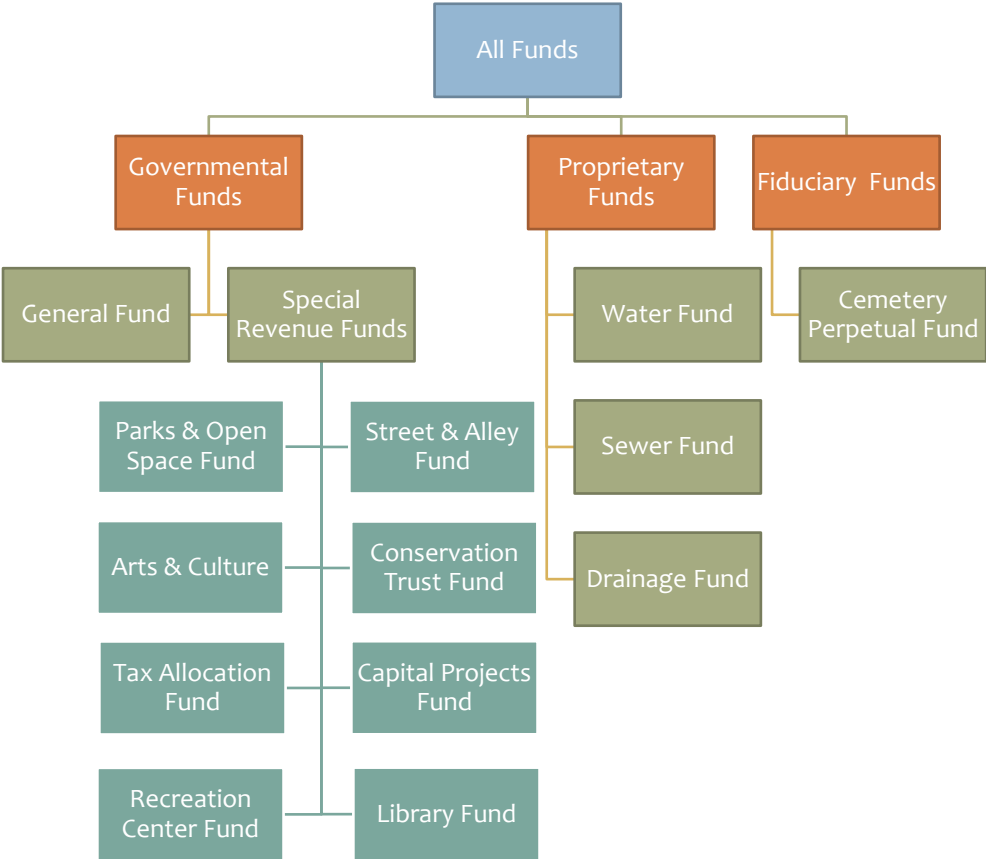 All Funds
Governmental
Funds
Proprietary
Funds
Fiduciary Funds
General Fund
Special
Revenue Funds
Water Fund
Cemetery
Perpetual Fund
Parks & Open
Space Fund
Street & Alley
Fund
Sewer Fund
Arts & Culture
Conservation
Trust Fund
Drainage Fund
Tax Allocation
Fund
Capital Projects
Fund
Recreation
Center Fund
Library Fund